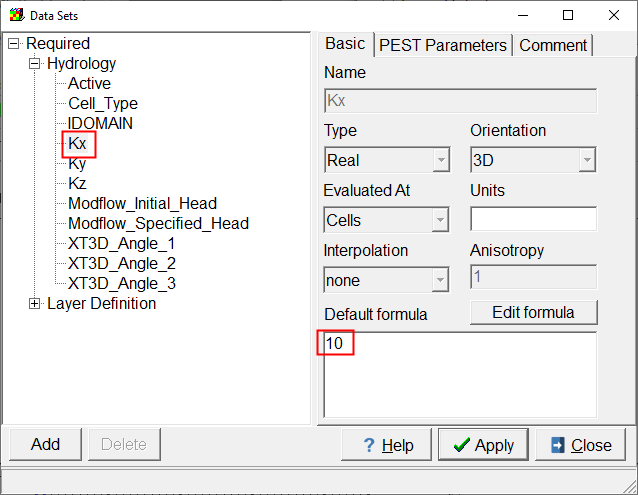 Data Sets
Required
Hydrology
Active
Cell_Type
IDOMAIN
Kx
Ky
Kz
Modflow_Initial_Head
Modflow_Specified_Head
XT3D_Angle_1
XT3D_Angle_2
XT3D_Angle_3
Layer Definition
Add
Delete
Basic
PEST Parameters
Comment
Name
Kx
Type
Orientation
Real
3D
Evaluated At
Units
Cells
Interpolation
Anisotropy
none
1
Default formula
Edit formula
10
Help
Apply
Close